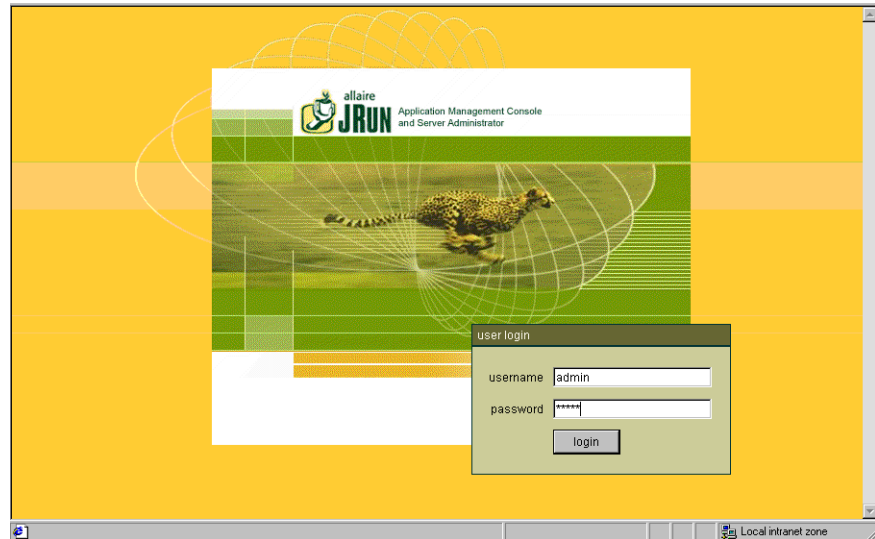 allaire
JRUN
Application Management Console
and Server Administrator
user login
username admin
password *****
login
Local intranet zone